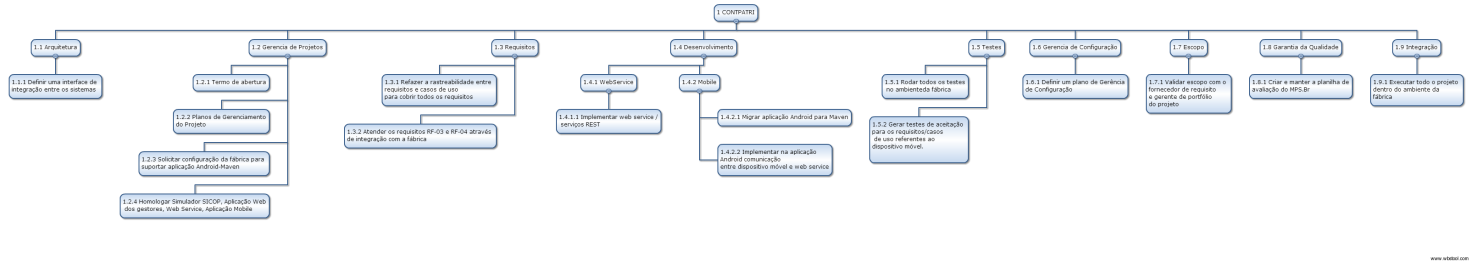 1 CONTPATRI
1.1 Arquitetura
1.2 Gerencia de Projetos
1.3 Requisitos
1.4 Desenvolvimento
1.5 Testes
1.6 Gerencia de Configuração
1.7 Escopo
1.8 Garantia da Qualidade
1.9 Integração
1.1.1 Definir uma interface de
integração entre os sistemas
1.2.1 Termo de abertura
1.2.2 Planos de Gerenciamento
do Projeto
1.2.3 Solicitar configuração da fábrica para
suportar aplicação Android-Maven
1.2.4 Homologar Simulador SICOP, Aplicação Web
dos gestores, Web Service, Aplicação Mobile
1.3.1 Refazer a rastreabilidade entre
requisitos e casos de uso
para cobrir todos os requisitos
1.3.2 Atender os requisitos RF-03 e RF-04 através
de integração com a fábrica
1.4.1 WebService
1.4.1.1 Implementar web service /
serviços REST
1.4.2 Mobile
1.4.2.1 Migrar aplicação Android para Maven
1.4.2.2 Implementar na aplicação
Android comunicação
entre dispositivo móvel e web service
1.5.1 Rodar todos os testes
no ambienteda fábrica
1.5.2 Gerar testes de aceitação
para os requisitos/casos
de uso referentes ao
dispositivo móvel.
1.6.1 Definir um plano de Gerência
de Configuração
1.7.1 Validar escopo com o
fornecedor de requisito
e gerente de portfólio
do projeto
1.8.1 Criar e manter a planilha de
avaliação do MPS.Br
1.9.1 Executar todo o projeto
dentro do ambiente da
fábrica
www.wbstool.com